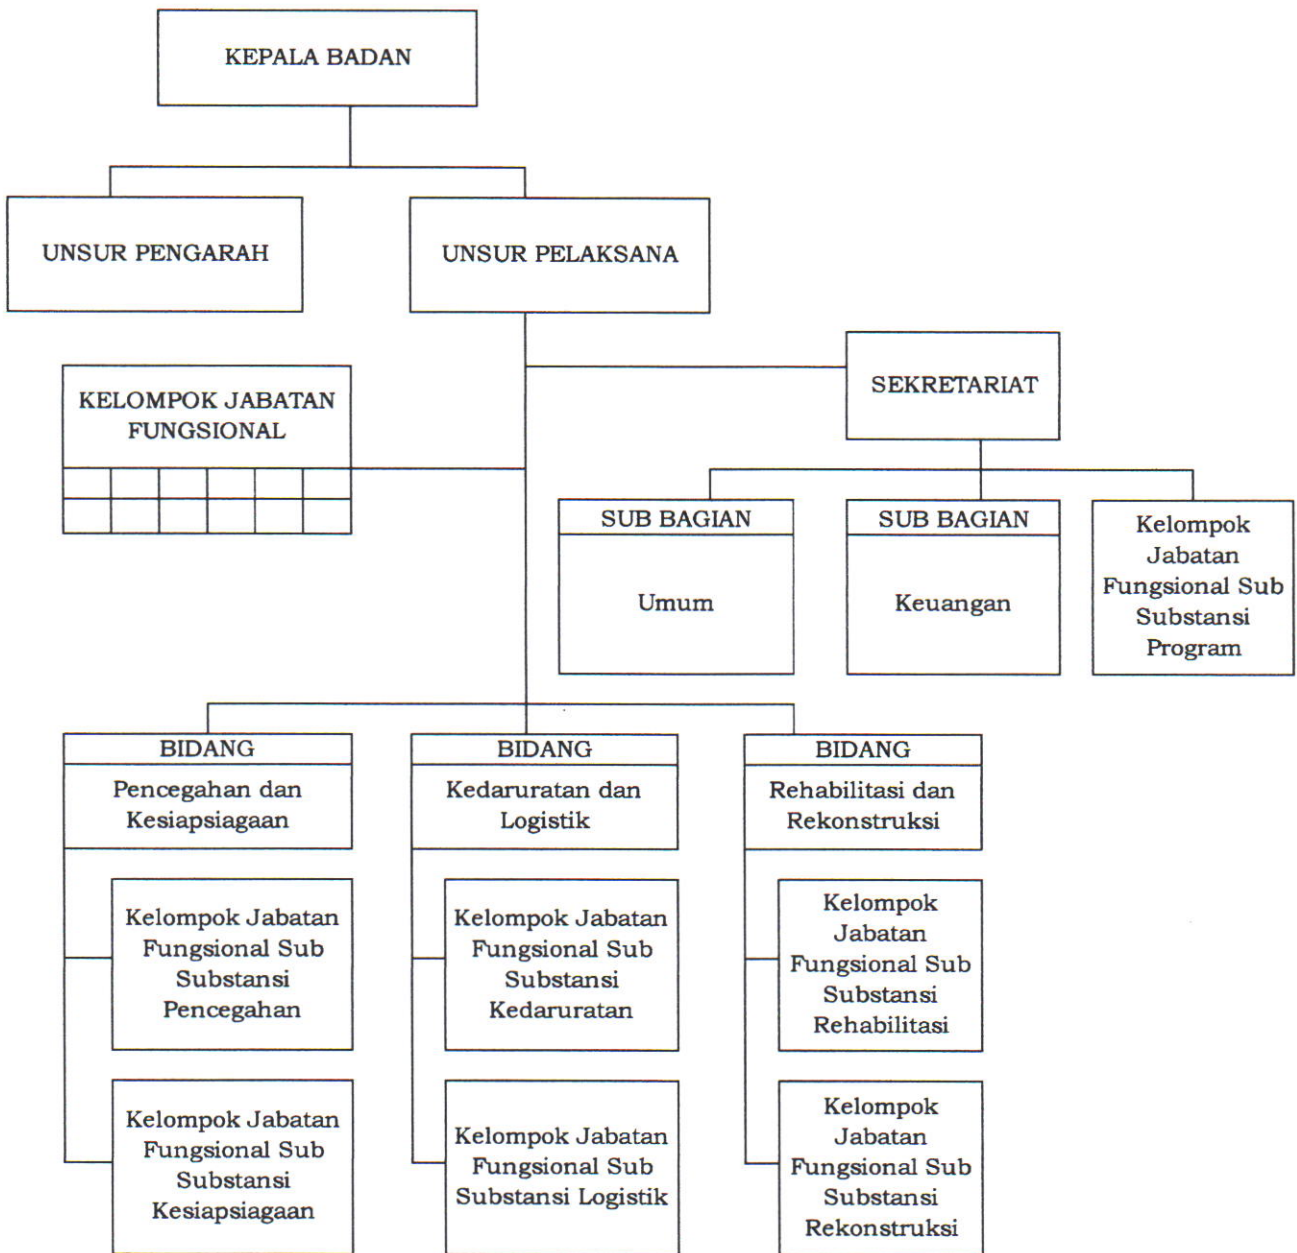 KEPALA BADAN
UNSUR PENGARAH
UNSUR PELAKSANA
SEKRETARIAT
KELOMPOK JABATAN
FUNGSIONAL
SUB BAGIAN
Umum
SUB BAGIAN
Keuangan
Kelompok
Jabatan
Fungsional Sub
Substansi
Program
BIDANG
Pencegahan dan
Kesiapsiagaan
BIDANG
Kedaruratan dan
Logistik
BIDANG
Rehabilitasi dan
Rekonstruksi
Kelompok Jabatan
Fungsional Sub
Substansi
Pencegahan
Kelompok Jabatan
Fungsional Sub
Substansi
Kedaruratan
Kelompok
Jabatan
Fungsional Sub
Substansi
Rehabilitasi
Kelompok Jabatan
Fungsional Sub
Substansi
Kesiapsiagaan
Kelompok Jabatan
Fungsional Sub
Substansi Logistik
Kelompok
Jabatan
Fungsional Sub
Substansi
Rekonstruksi